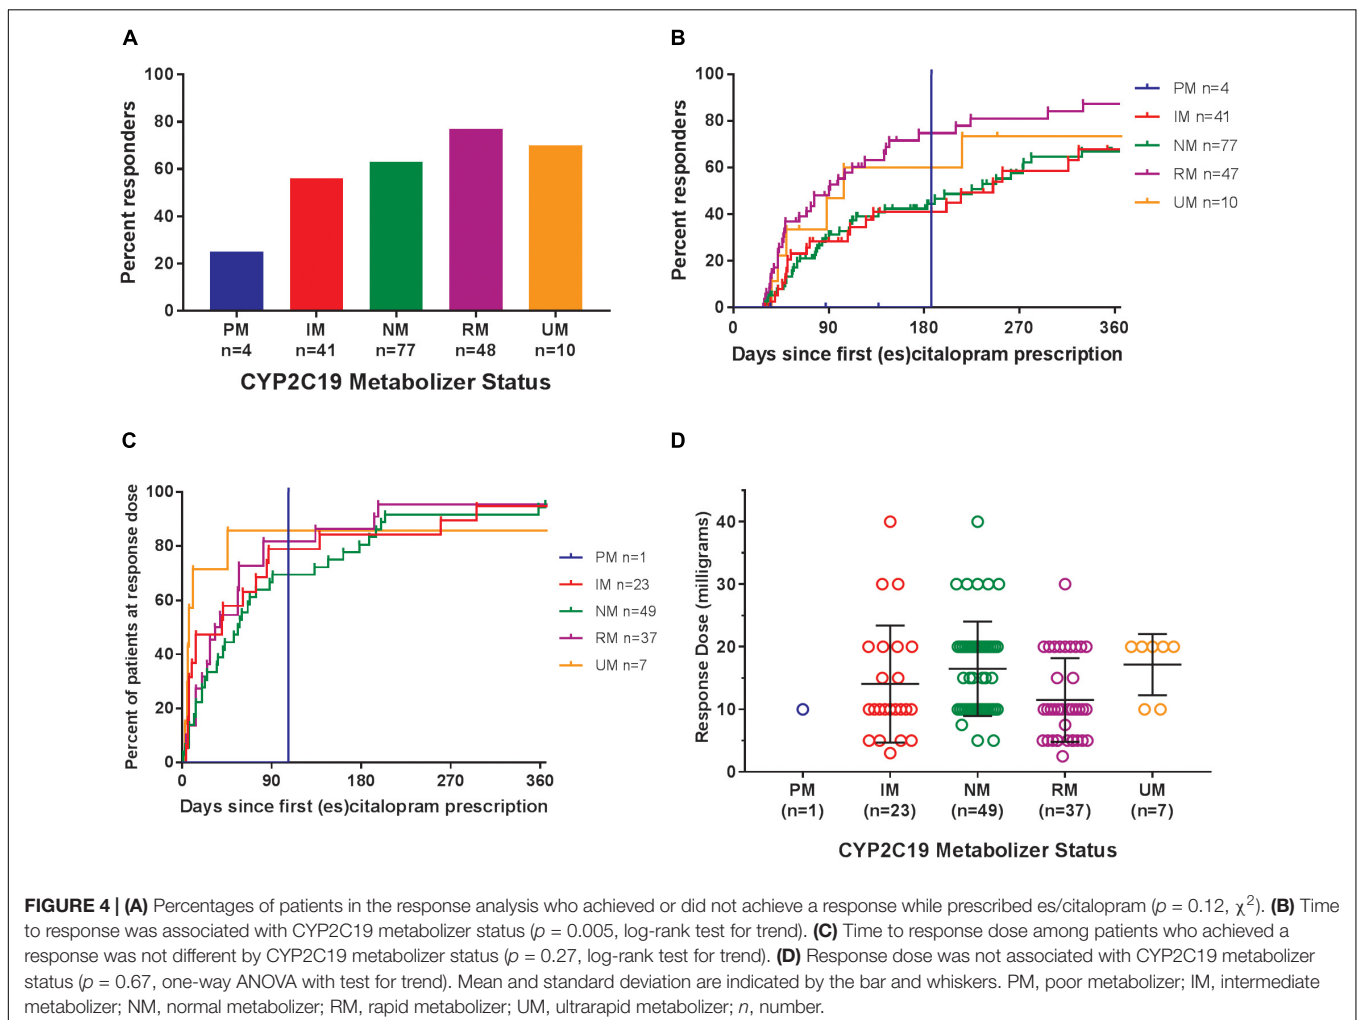 A
Percent responders
100
80
60
40
20
0
PM IM NM RM UM
n=4 n=41 n=77 n=48 n=10
CYP2C19 Metabolizer Status
B
Percent responders
100
80
60
40
20
0
0 90 180 270 360
Days since first (es)citalopram prescription
PM n=4
IM n=41
NM n=77
RM n=47
UM n=10
C
Percent of patients at response dose
100
80
60
40
20
0
0 90 180 270 360
Days since first (es)citalopram prescription
PM n=1
IM n=23
NM n=49
RM n=37
UM n=7
D
Response Dose (milligrams)
40
30
20
10
0
PM IM NM RM UM
(n=1) (n=23) (n=49) (n=37) (n=7)
CYP2C19 Metabolizer Status
FIGURE 4 | (A) Percentages of patients in the response analysis who achieved or did not achieve a response while prescribed es/citalopram (p = 0.12, χ²). (B) Time
to response was associated with CYP2C19 metabolizer status (p = 0.005, log-rank test for trend). (C) Time to response dose among patients who achieved a
response was not different by CYP2C19 metabolizer status (p = 0.27, log-rank test for trend). (D) Response dose was not associated with CYP2C19 metabolizer
status (p = 0.67, one-way ANOVA with test for trend). Mean and standard deviation are indicated by the bar and whiskers. PM, poor metabolizer; IM, intermediate
metabolizer; NM, normal metabolizer; RM, rapid metabolizer; UM, ultrarapid metabolizer; n, number.